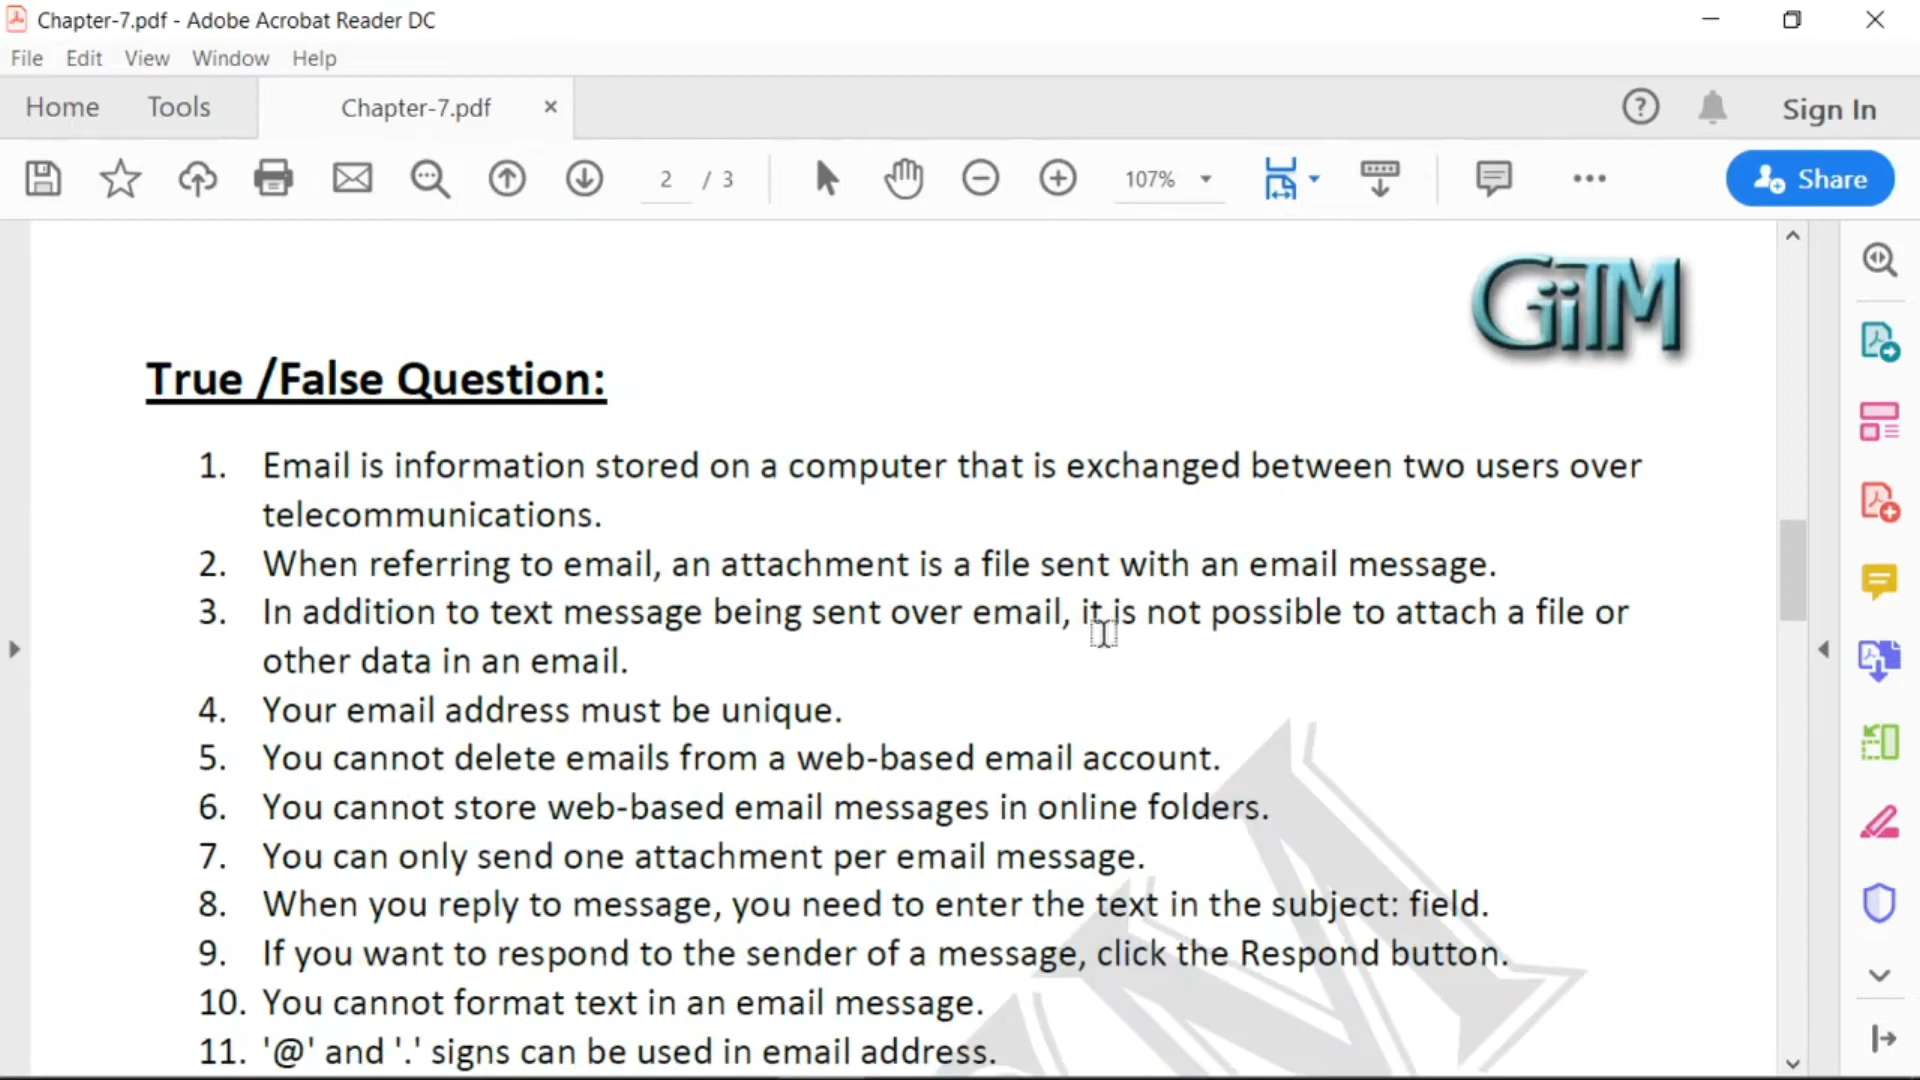 Chapter-7.pdf - Adobe Acrobat Reader DC
File Edit View Window Help
Home Tools Chapter-7.pdf × Sign In
2 / 3 107% Share
GiiTM
True /False Question:
1. Email is information stored on a computer that is exchanged between two users over
telecommunications.
2. When referring to email, an attachment is a file sent with an email message.
3. In addition to text message being sent over email, it is not possible to attach a file or
other data in an email.
4. Your email address must be unique.
5. You cannot delete emails from a web-based email account.
6. You cannot store web-based email messages in online folders.
7. You can only send one attachment per email message.
8. When you reply to message, you need to enter the text in the subject: field.
9. If you want to respond to the sender of a message, click the Respond button.
10. You cannot format text in an email message.
11. '@' and '.' signs can be used in email address.